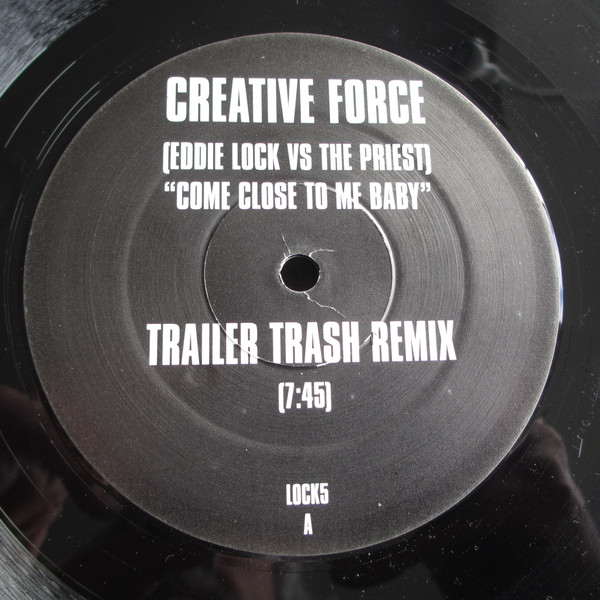 CREATIVE FORCE
(EDDIE LOCK VS THE PRIEST)
“COME CLOSE TO ME BABY”
TRAILER TRASH REMIX
(7:45)
LOCK5
A